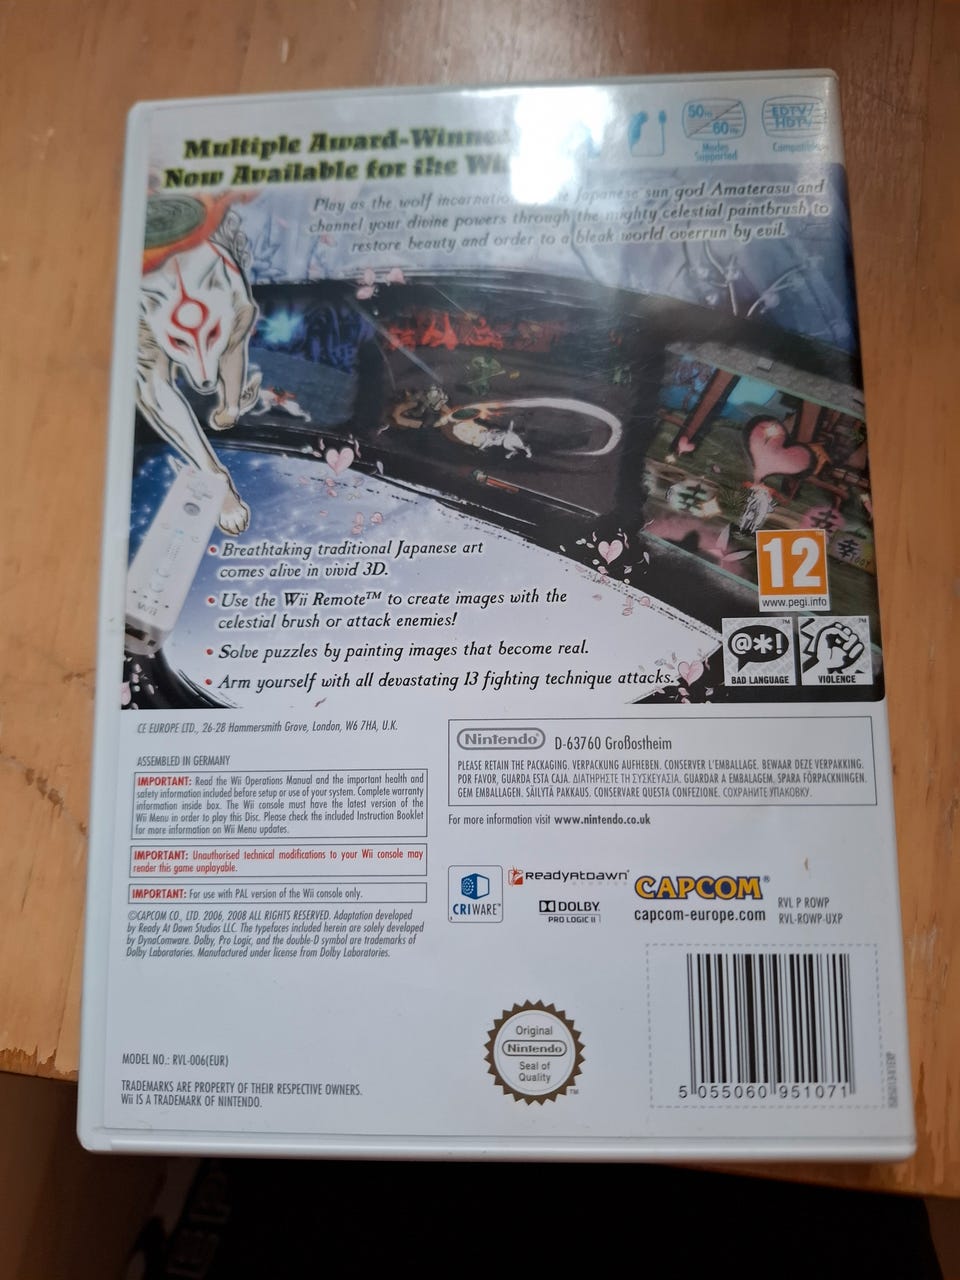 Multiple Award-Winne
Now Available for the Wi
50Hz
60Hz
Modes
Supported
EDTV/
HDTV
Compatible
Play as the wolf Japanese sun god Amaterasu and
channel your divine powers through the mighty celestial paintbrush to
restore beauty and order to a bleak world overrun by evil.
• Breathtaking traditional Japanese art
comes alive in vivid 3D.
• Use the Wii Remote™ to create images with the
celestial brush or attack enemies!
• Solve puzzles by painting images that become real.
• Arm yourself with all devastating 13 fighting technique attacks.
Wii
12
www.pegi.info
@*!
BAD LANGUAGE
VIOLENCE
CE EUROPE LTD., 26-28 Hammersmith Grove, London, W6 7HA, U.K.
ASSEMBLED IN GERMANY
IMPORTANT: Read the Wii Operations Manual and the important health and
safety information included before setup or use of your system. Complete warranty
information inside box. The Wii console must have the latest version of the
Wii Menu in order to play this Disc. Please check the included Instruction Booklet
for more information on Wii Menu updates.
IMPORTANT: Unauthorised technical modifications to your Wii console may
render this game unplayable.
IMPORTANT: For use with PAL version of the Wii console only.
©CAPCOM CO., LTD. 2006, 2008 ALL RIGHTS RESERVED. Adaptation developed
by Ready At Dawn Studios LLC. The typefaces included herein are solely developed
by DynaComware. Dolby, Pro Logic, and the double-D symbol are trademarks of
Dolby Laboratories. Manufactured under license from Dolby Laboratories.
Nintendo® D-63760 Großostheim
PLEASE RETAIN THE PACKAGING. VERPACKUNG AUFHEBEN. CONSERVER L'EMBALLAGE. BEWAAR DEZE VERPAKKING.
POR FAVOR, GUARDA ESTA CAJA. ΔΙΑΤΗΡΗΣΤΕ ΤΗ ΣΥΣΚΕΥΑΣΙΑ. GUARDAR A EMBALAGEM. SPARA FÖRPACKNINGEN.
GEM EMBALLAGEN. SÄILYTÄ PAKKAUS. CONSERVARE QUESTA CONFEZIONE. СОХРАНИТЕ УПАКОВКУ.
For more information visit www.nintendo.co.uk
CRIWARE™
ReadyAtDawn®
STUDIOS
DOLBY
PRO LOGIC II
CAPCOM®
capcom-europe.com
RVL P ROWP
RVL-ROWP-UXP
Original
Nintendo
Seal of
Quality
™
5 055060 951071
MODEL NO.: RVL-006(EUR)
TRADEMARKS ARE PROPERTY OF THEIR RESPECTIVE OWNERS.
Wii IS A TRADEMARK OF NINTENDO.